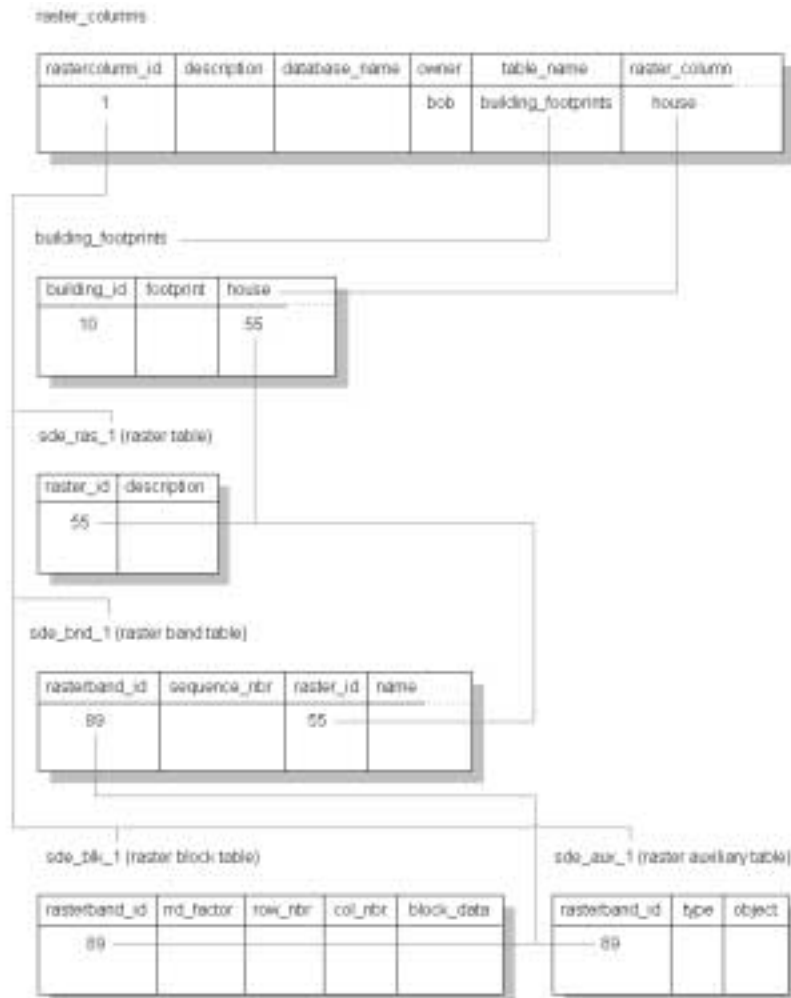 raster_columns
rastercolumn_id description database_name owner table_name raster_column
1 bob building_footprints house
building_footprints
building_id footprint house
10 55
sde_ras_1 (raster table)
raster_id description
55
sde_bnd_1 (raster band table)
rasterband_id sequence_nbr raster_id name
89 55
sde_blk_1 (raster block table) sde_aux_1 (raster auxiliary table)
rasterband_id rrd_factor row_nbr col_nbr block_data rasterband_id type object
89 89